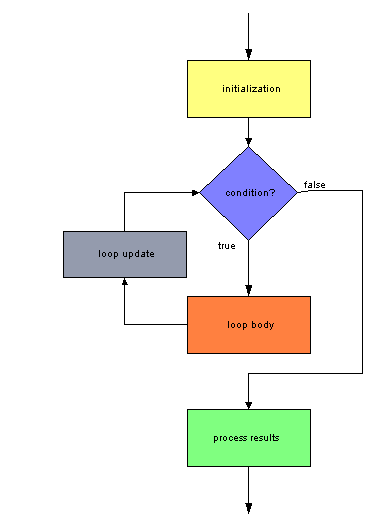 initialization
condition?
false
true
loop update
loop body
process results